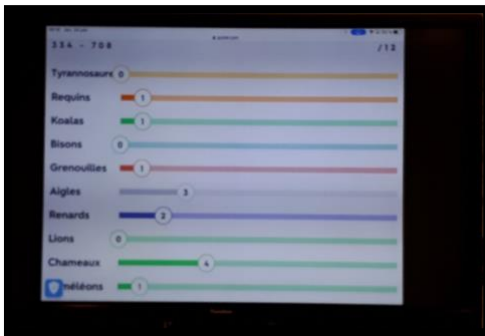 334 - 708
/12
Tyrannosaure 0
Requins 1
Koalas 1
Bisons 0
Grenouilles 1
Aigles 3
Renards 2
Lions 0
Chameaux 4
méléons 1